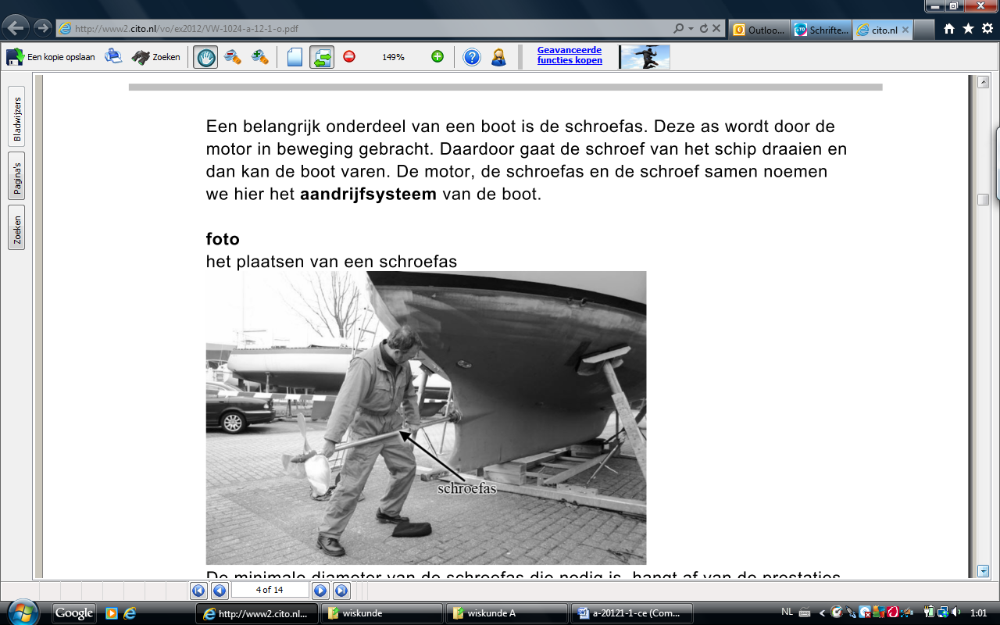 http://www2.cito.nl/vo/ex2012/VW-1024-a-12-1-o.pdf
Outloo...
Schrifte...
cito.nl
Een kopie opslaan
Zoeken
149%
Geavanceerde
functies kopen
Bladwijzers
Pagina's
Zoeken
Een belangrijk onderdeel van een boot is de schroefas. Deze as wordt door de
motor in beweging gebracht. Daardoor gaat de schroef van het schip draaien en
dan kan de boot varen. De motor, de schroefas en de schroef samen noemen
we hier het aandrijfsysteem van de boot.
foto
het plaatsen van een schroefas
schroefas
De minimale diameter van de schroefas die nodig is, hangt af van de prestaties
4 of 14
Google
http://www2.cito.nl...
wiskunde
wiskunde A
a-20121-1-ce (Com...
NL
1:01